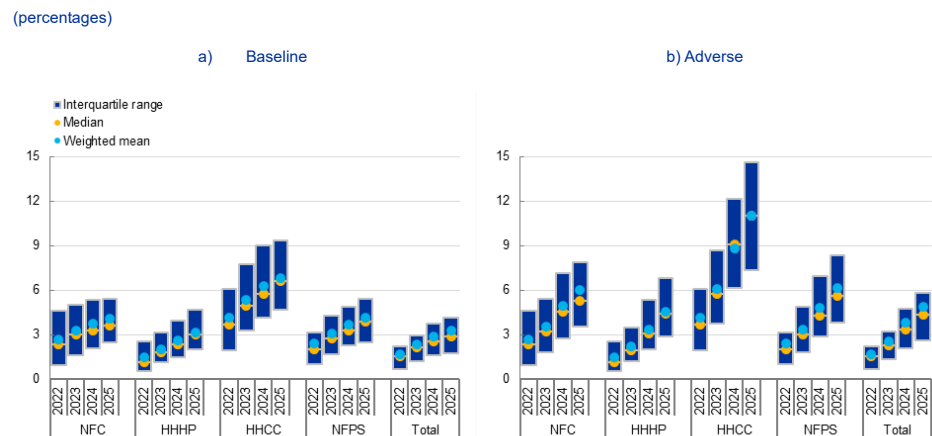 (percentages)
a) Baseline
b) Adverse
Interquartile range
Median
Weighted mean
15
12
9
6
3
0
2022 2023 2024 2025 2022 2023 2024 2025 2022 2023 2024 2025 2022 2023 2024 2025 2022 2023 2024 2025
NFC HHHP HHCC NFPS Total
15
12
9
6
3
0
2022 2023 2024 2025 2022 2023 2024 2025 2022 2023 2024 2025 2022 2023 2024 2025 2022 2023 2024 2025
NFC HHHP HHCC NFPS Total